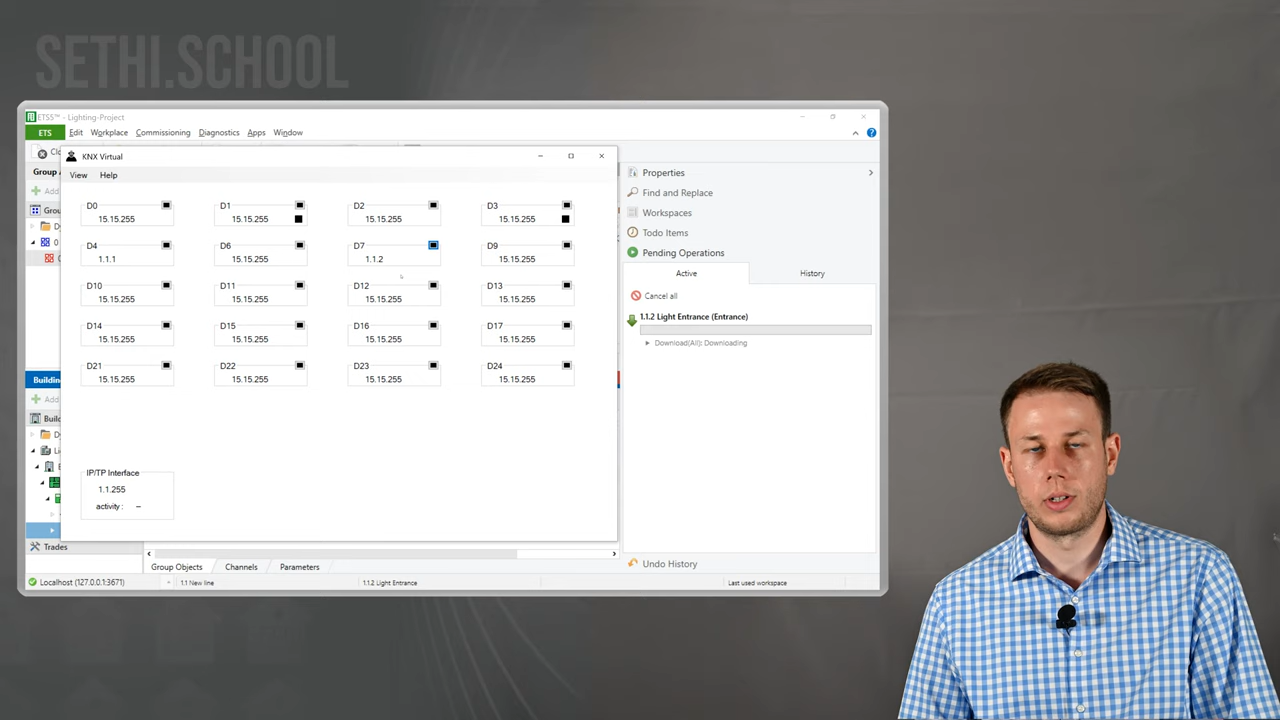 SETHI.SCHOOL
ETS5™ - Lighting-Project
ETS Edit Workplace Commissioning Diagnostics Apps Window
KNX Virtual
View Help
D0 D1 D2 D3
15.15.255 15.15.255 15.15.255 15.15.255
D4 D6 D7 D9
1.1.1 15.15.255 1.1.2 15.15.255
D10 D11 D12 D13
15.15.255 15.15.255 15.15.255 15.15.255
D14 D15 D16 D17
15.15.255 15.15.255 15.15.255 15.15.255
D21 D22 D23 D24
15.15.255 15.15.255 15.15.255 15.15.255
IP/TP Interface
1.1.255
activity : –
Properties
Find and Replace
Workspaces
Todo Items
Pending Operations
Active History
Cancel all
1.1.2 Light Entrance (Entrance)
Download(All): Downloading
Undo History
Trades
Group Objects Channels Parameters
Localhost (127.0.0.1:3671) 1.1 New line 1.1.2 Light Entrance Last used workspace